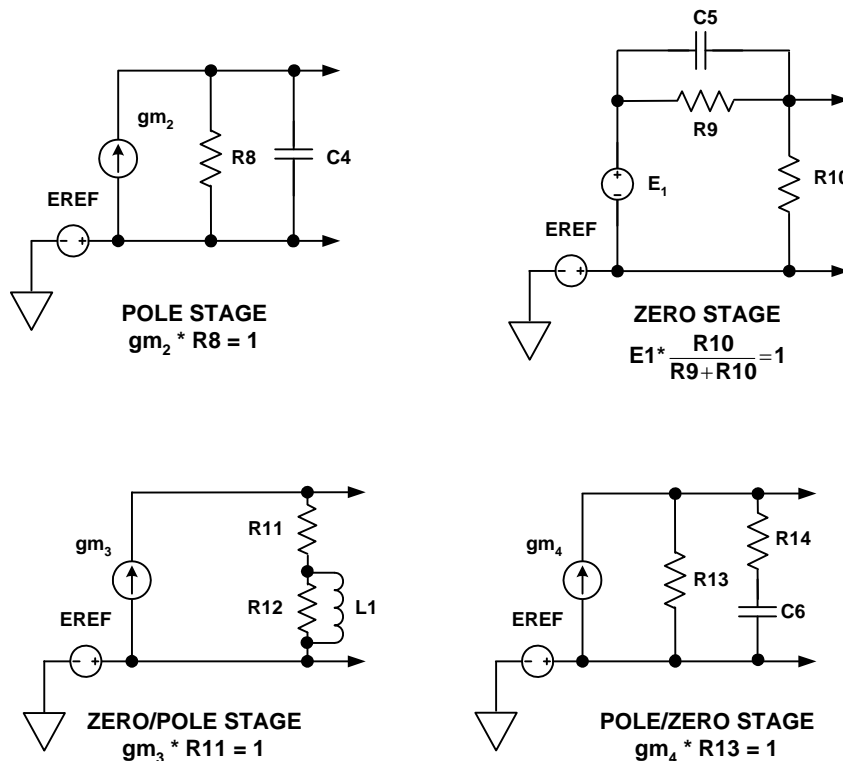 C5
gm2
R8
C4
R9
E1
R10
EREF
- +
+
-
EREF
- +
POLE STAGE
gm2 * R8 = 1
ZERO STAGE
E1* R10 / R9+R10 =1
R11
gm3
R12
L1
EREF
- +
gm4
R14
R13
C6
EREF
- +
ZERO/POLE STAGE
gm3 * R11 = 1
POLE/ZERO STAGE
gm4 * R13 = 1